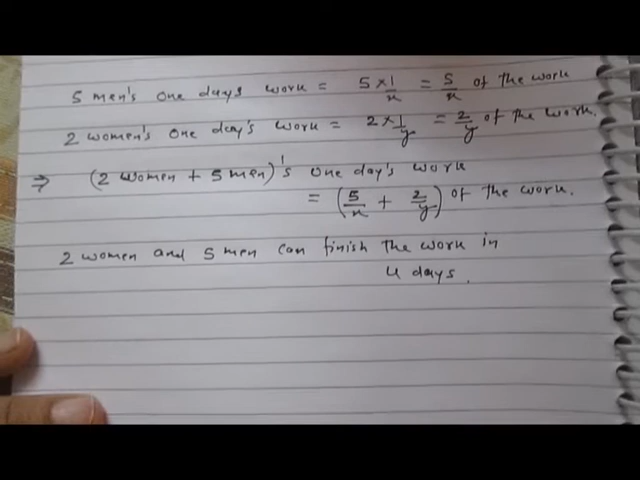 5 men's one days work = 5 × 1/x = 5/x of the work
2 women's one day's work = 2 × 1/y = 2/y of the work.
⇒ (2 women + 5 men)'s one day's work
= (5/x + 2/y) of the work.
2 women and 5 men can finish the work in
4 days.